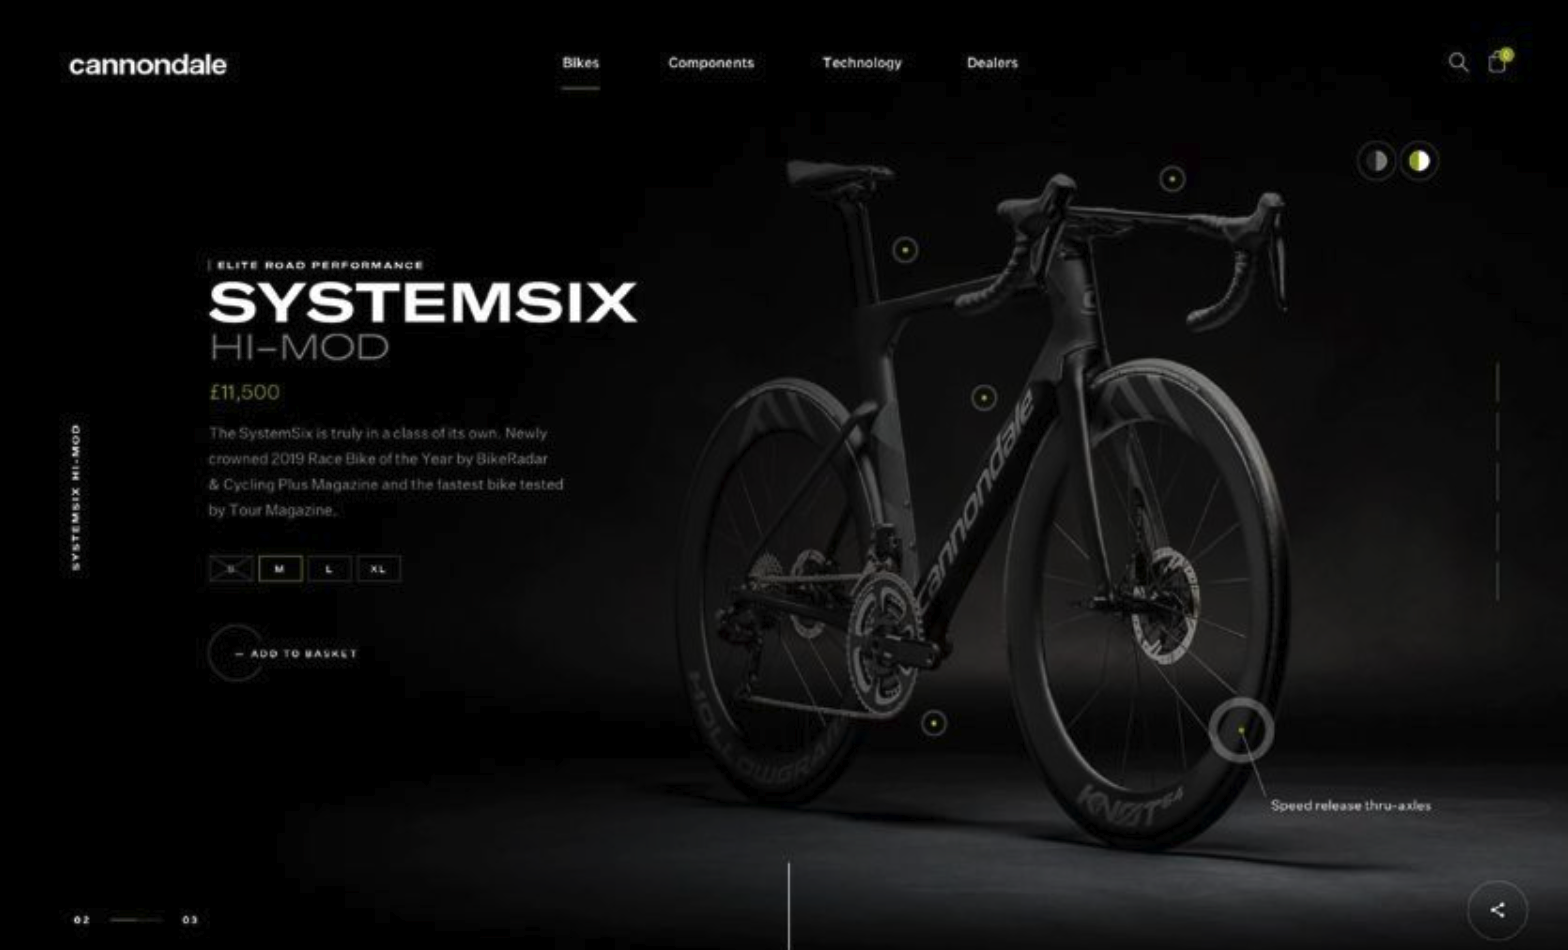 cannondale
Bikes
Components
Technology
Dealers
ELITE ROAD PERFORMANCE
SYSTEMSIX
HI-MOD
£11,500
The SystemSix is truly in a class of its own. Newly
crowned 2019 Race Bike of the Year by BikeRadar
& Cycling Plus Magazine and the fastest bike tested
by Tour Magazine.
S
M
L
XL
— ADD TO BASKET
SYSTEMSIX HI-MOD
cannondale
HOLLOWGRAM
KNØT64
Speed release thru-axles
02
03